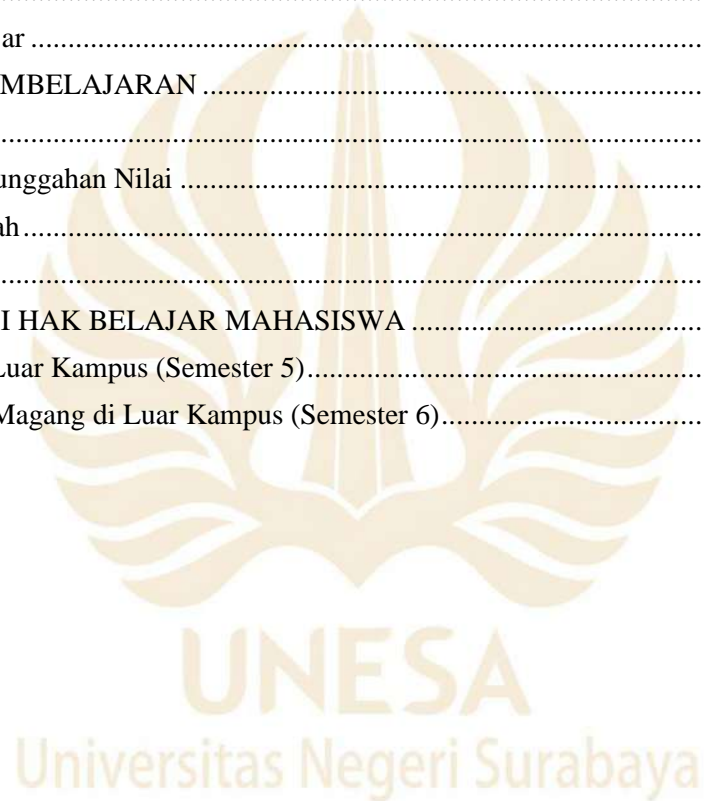 ar ........................................................................................................
MBELAJARAN ..............................................................................
.............................................................................................................
unggahan Nilai ..................................................................................
ah..........................................................................................................
.............................................................................................................
I HAK BELAJAR MAHASISWA ..............................................
Luar Kampus (Semester 5)..............................................................
Magang di Luar Kampus (Semester 6).........................................
UNESA
Universitas Negeri Surabaya